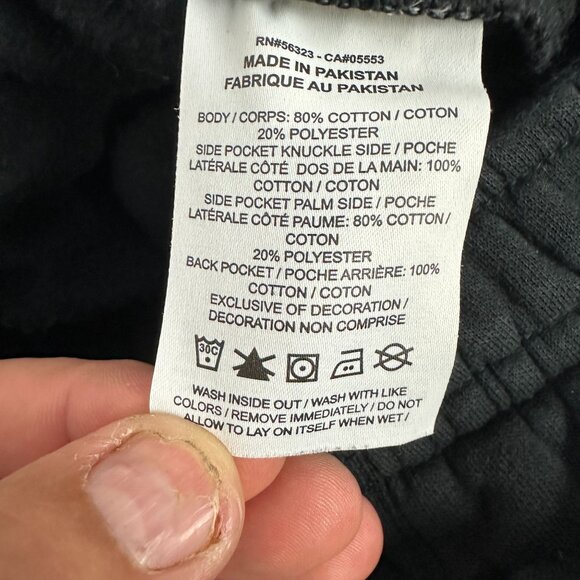 RN#56323 - CA#05553
MADE IN PAKISTAN
FABRIQUE AU PAKISTAN
BODY / CORPS: 80% COTTON / COTON
20% POLYESTER
SIDE POCKET KNUCKLE SIDE / POCHE
LATÉRALE CÔTÉ DOS DE LA MAIN: 100%
COTTON / COTON
SIDE POCKET PALM SIDE / POCHE
LATÉRALE CÔTÉ PAUME: 80% COTTON /
COTON
20% POLYESTER
BACK POCKET / POCHE ARRIÈRE: 100%
COTTON / COTON
EXCLUSIVE OF DECORATION /
DECORATION NON COMPRISE
30C
WASH INSIDE OUT / WASH WITH LIKE
COLORS / REMOVE IMMEDIATELY / DO NOT
ALLOW TO LAY ON ITSELF WHEN WET /